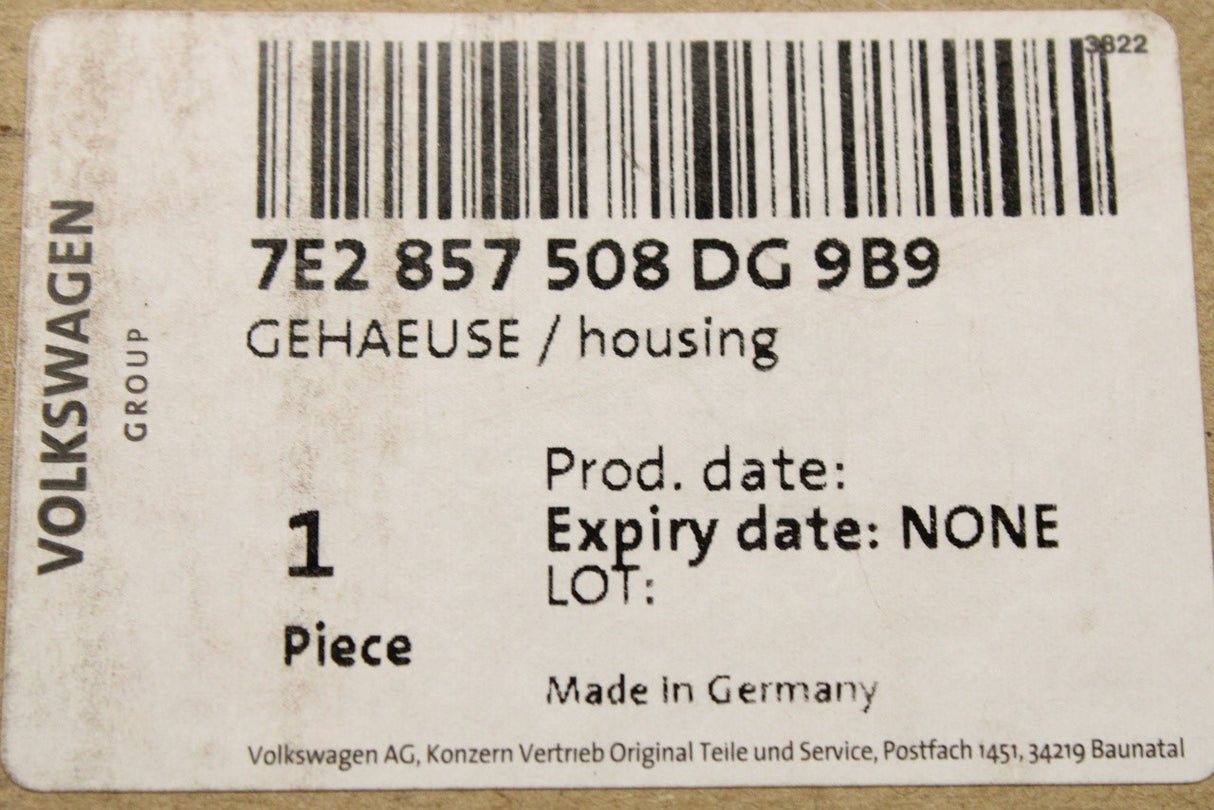 3822
7E2 857 508 DG 9B9
GEHAEUSE / housing
VOLKSWAGEN
GROUP
Prod. date:
Expiry date: NONE
LOT:
1
Piece
Made in Germany
Volkswagen AG, Konzern Vertrieb Original Teile und Service, Postfach 1451, 34219 Baunatal